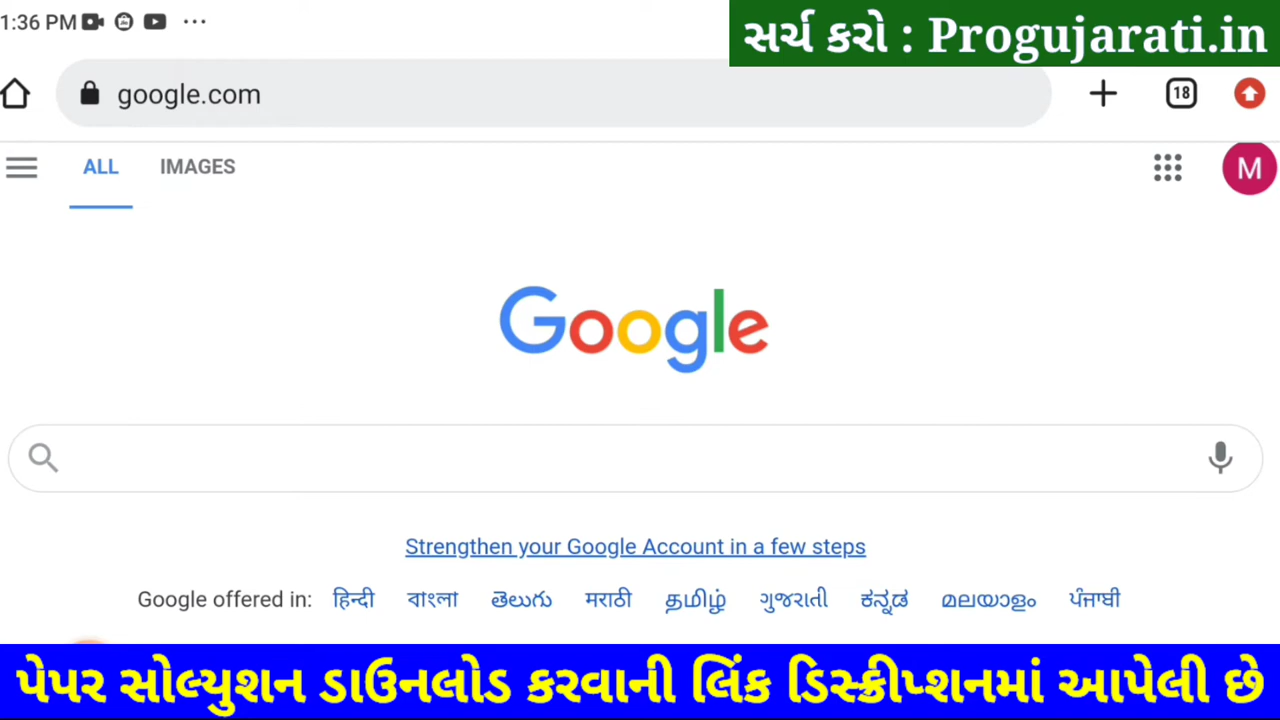 1:36 PM
સર્ચ કરો : Progujarati.in
google.com
18
ALL IMAGES
M
Google
Strengthen your Google Account in a few steps
Google offered in: हिन्दी বাংলা తెలుగు मराठी தமிழ் ગુજરાતી ಕನ್ನಡ മലയാളം ਪੰਜਾਬੀ
પેપર સોલ્યુશન ડાઉનલોડ કરવાની લિંક ડિસ્ક્રીપ્શનમાં આપેલી છે